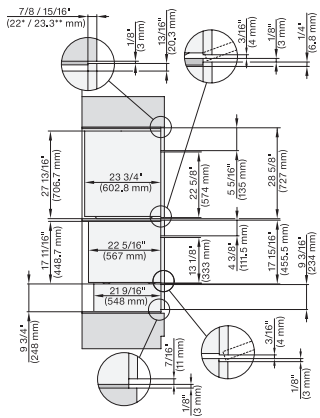 7/8 / 15/16"
(22* / 23.3** mm)
1/8"
(3 mm)
13/16"
(20.3 mm)
3/16"
(4 mm)
1/8"
(3 mm)
1/4"
(6.8 mm)
27 13/16"
(706.7 mm)
23 3/4"
(602.8 mm)
22 5/8"
(574 mm)
5 5/16"
(135 mm)
28 5/8"
(727 mm)
17 11/16"
(448.7 mm)
22 5/16"
(567 mm)
13 1/8"
(333 mm)
4 3/8"
(111.5 mm)
17 15/16"
(455.5 mm)
9 3/16"
(234 mm)
21 9/16"
(548 mm)
9 3/4"
(248 mm)
7/16"
(11 mm)
1/8"
(3 mm)
3/16"
(4 mm)
1/8"
(3 mm)